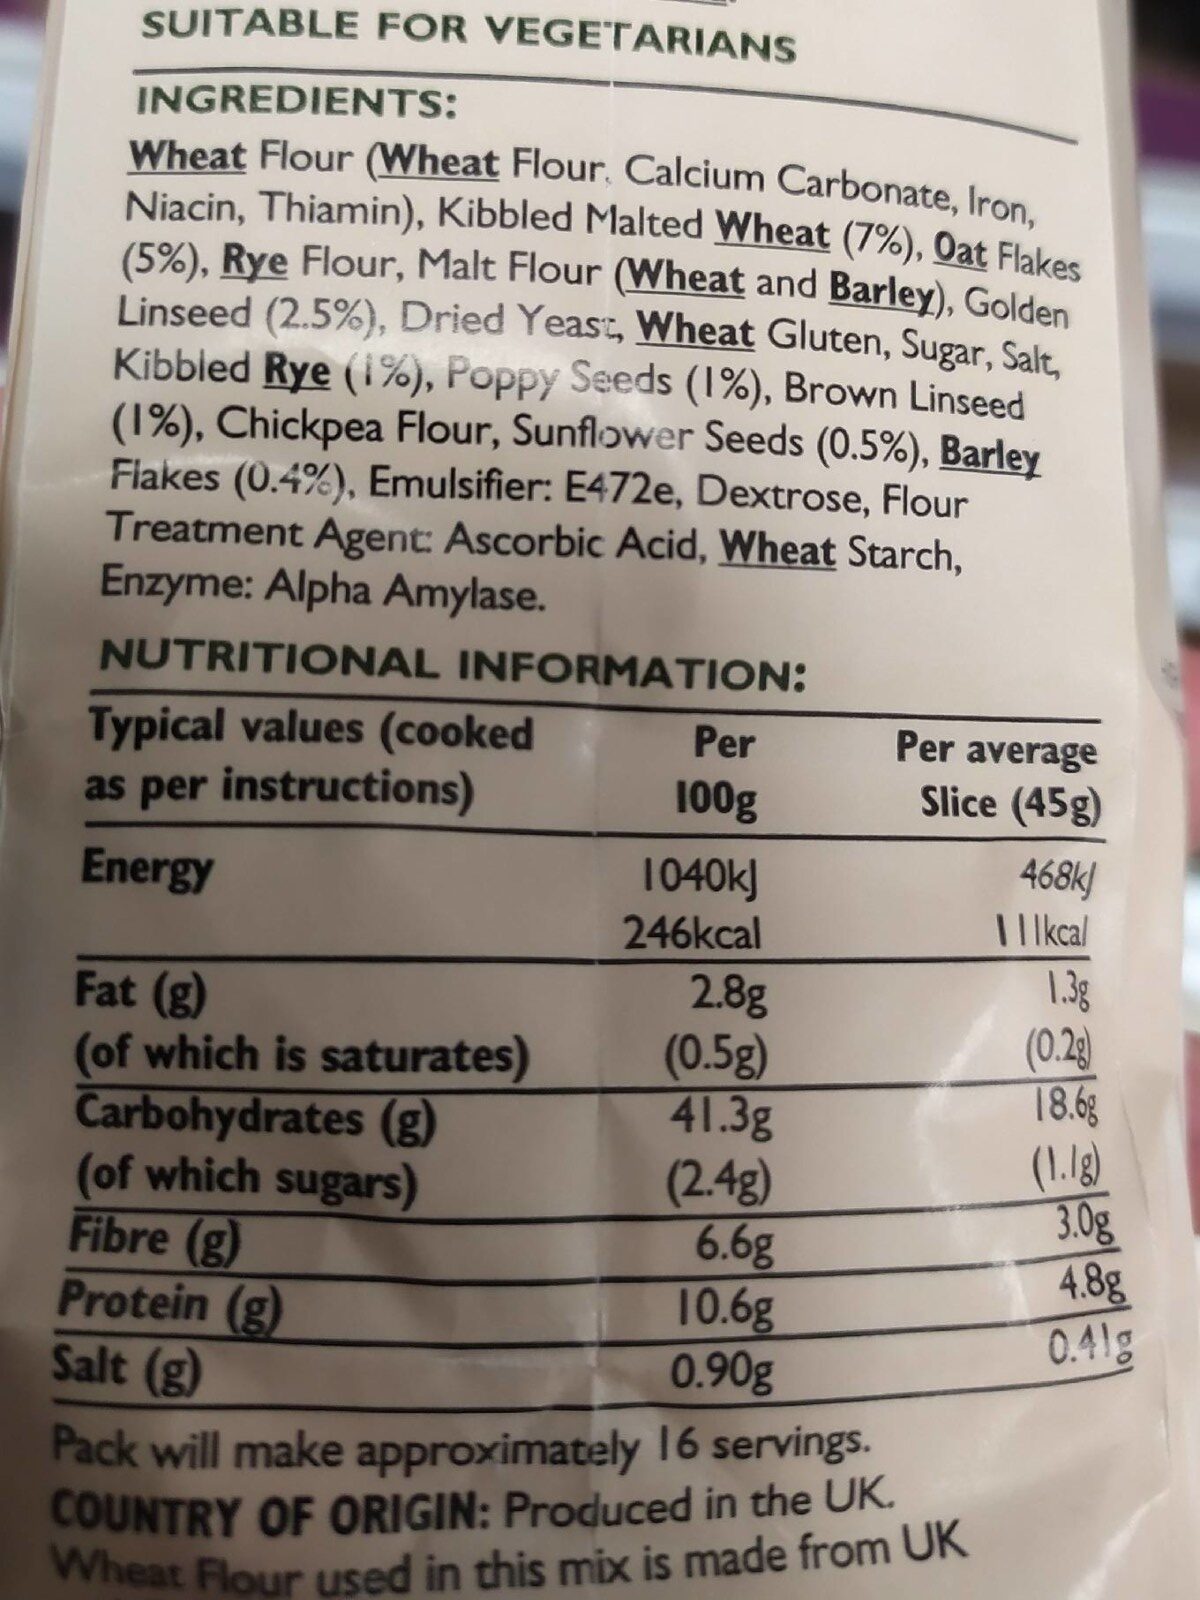 SUITABLE FOR VEGETARIANS
INGREDIENTS:
Wheat Flour (Wheat Flour, Calcium Carbonate, Iron,
Niacin, Thiamin), Kibbled Malted Wheat (7%), Oat Flakes
(5%), Rye Flour, Malt Flour (Wheat and Barley), Golden
Linseed (2.5%), Dried Yeast, Wheat Gluten, Sugar, Salt,
Kibbled Rye (1%), Poppy Seeds (1%), Brown Linseed
(1%), Chickpea Flour, Sunflower Seeds (0.5%), Barley
Flakes (0.4%), Emulsifier: E472e, Dextrose, Flour
Treatment Agent: Ascorbic Acid, Wheat Starch,
Enzyme: Alpha Amylase.
NUTRITIONAL INFORMATION:
Typical values (cooked Per Per average
as per instructions) 100g Slice (45g)
Energy 1040kJ 468kJ
246kcal 111kcal
Fat (g) 2.8g 1.3g
(of which is saturates) (0.5g) (0.2g)
Carbohydrates (g) 41.3g 18.6g
(of which sugars) (2.4g) (1.1g)
Fibre (g) 6.6g 3.0g
Protein (g) 10.6g 4.8g
Salt (g) 0.90g 0.41g
Pack will make approximately 16 servings.
COUNTRY OF ORIGIN: Produced in the UK.
Wheat Flour used in this mix is made from UK